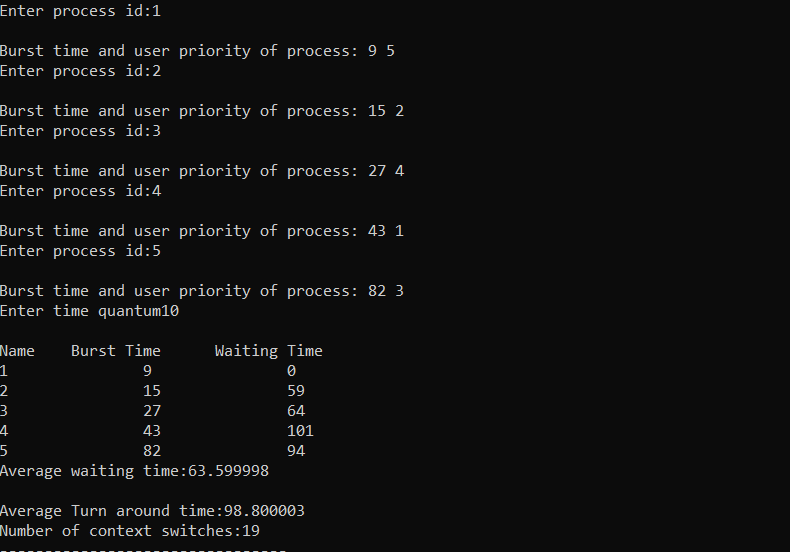 Enter process id:1
Burst time and user priority of process: 9 5
Enter process id:2
Burst time and user priority of process: 15 2
Enter process id:3
Burst time and user priority of process: 27 4
Enter process id:4
Burst time and user priority of process: 43 1
Enter process id:5
Burst time and user priority of process: 82 3
Enter time quantum10
Name    Burst Time      Waiting Time
1               9               0
2               15              59
3               27              64
4               43              101
5               82              94
Average waiting time:63.599998
Average Turn around time:98.800003
Number of context switches:19
--------------------------------